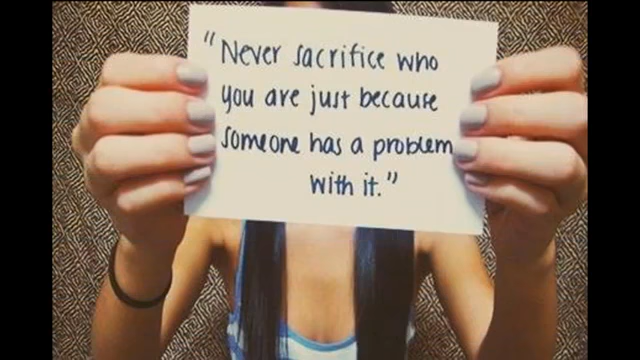 “Never sacrifice who
you are just because
someone has a problem
with it.”